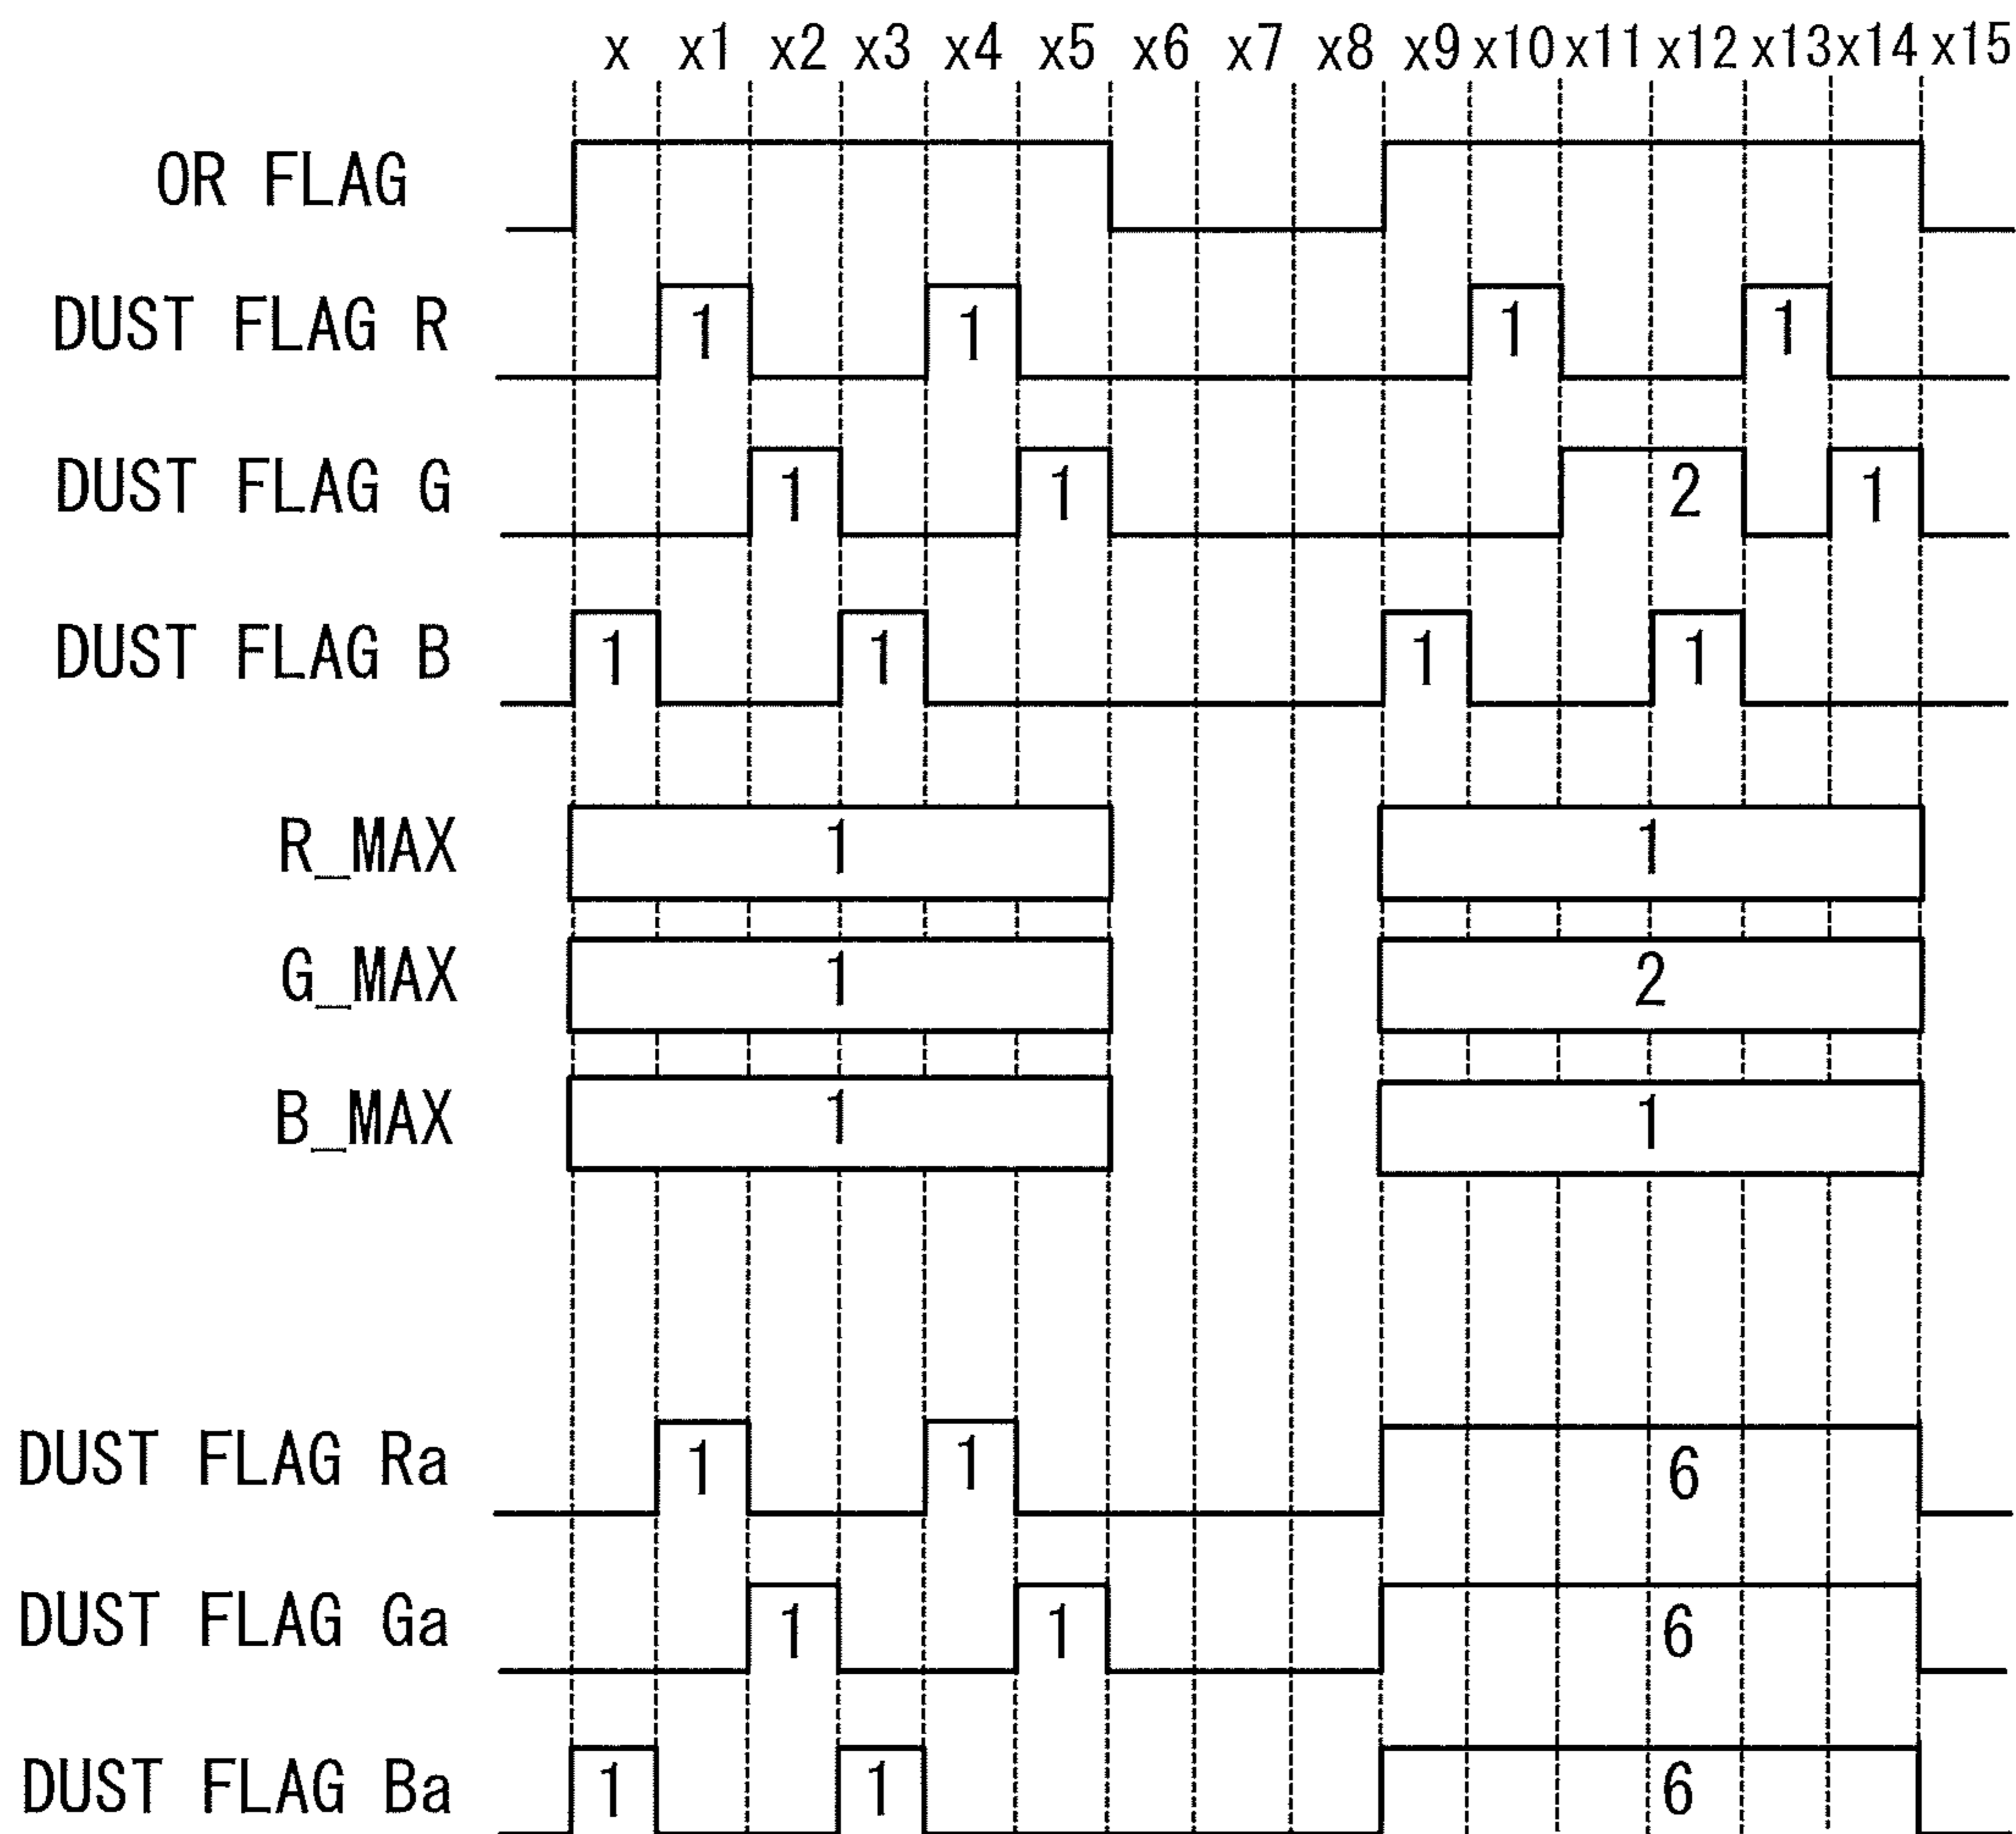 x x1 x2 x3 x4 x5 x6 x7 x8 x9 x10 x11 x12 x13 x14 x15
OR FLAG
DUST FLAG R 1 1 1 1
DUST FLAG G 1 1 2 1
DUST FLAG B 1 1 1 1
R_MAX 1 1
G_MAX 1 2
B_MAX 1 1
DUST FLAG Ra 1 1 6
DUST FLAG Ga 1 1 6
DUST FLAG Ba 1 1 6